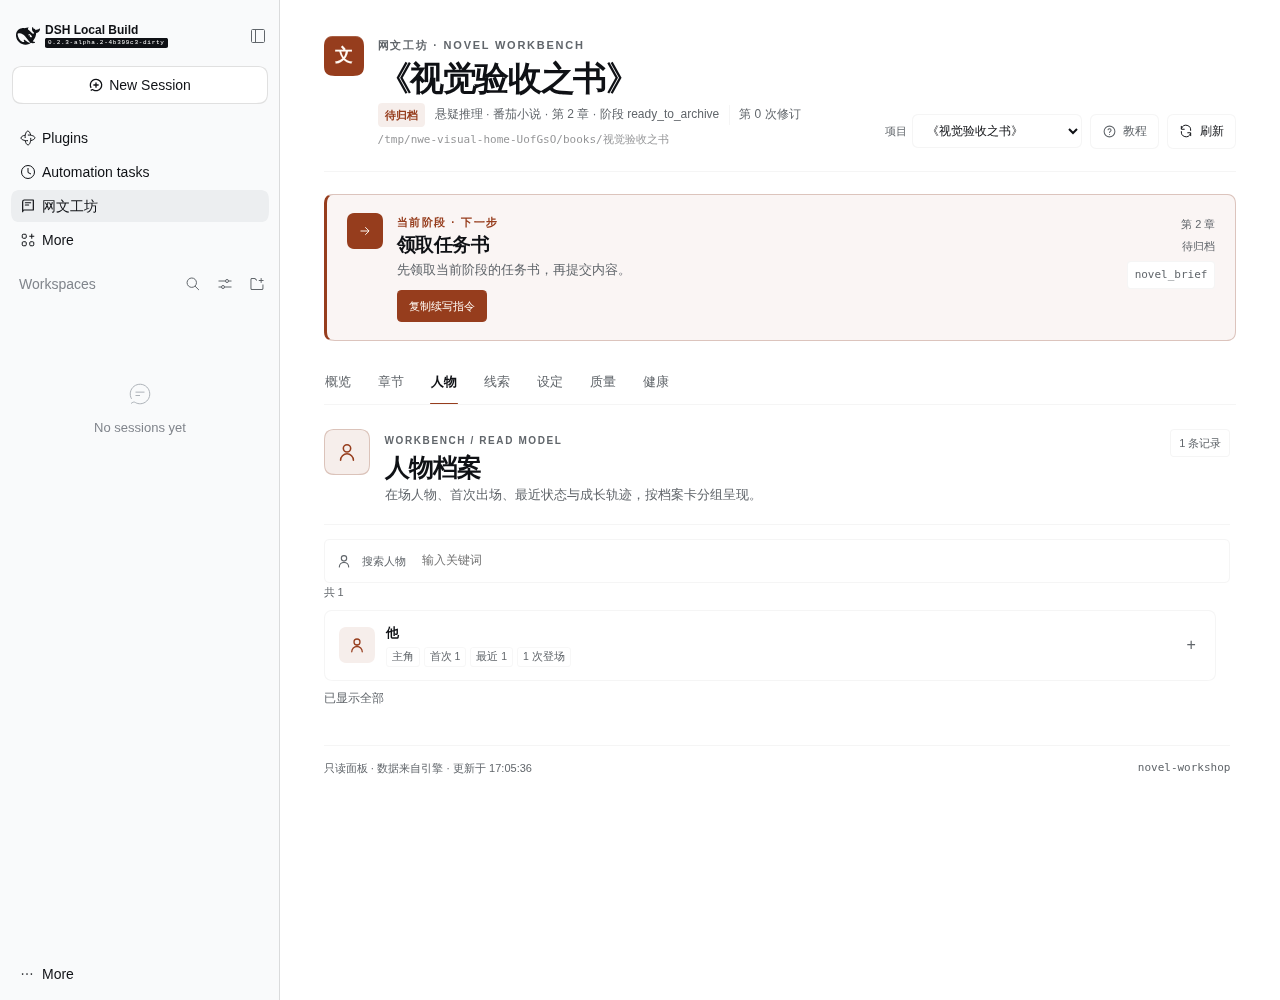 DSH Local Build
0.2.3-alpha.2-4b399c3-dirty
New Session
Plugins
Automation tasks
网文工坊
More
Workspaces
No sessions yet
More
文
网文工坊 · NOVEL WORKBENCH
《视觉验收之书》
待归档 悬疑推理 · 番茄小说 · 第 2 章 · 阶段 ready_to_archive 第 0 次修订
/tmp/nwe-visual-home-UofGsO/books/视觉验收之书
项目 《视觉验收之书》 教程 刷新
当前阶段 · 下一步
领取任务书
先领取当前阶段的任务书，再提交内容。
复制续写指令
第 2 章
待归档
novel_brief
概览 章节 人物 线索 设定 质量 健康
WORKBENCH / READ MODEL
人物档案
在场人物、首次出场、最近状态与成长轨迹，按档案卡分组呈现。
1 条记录
搜索人物 输入关键词
共 1
他
主角 首次 1 最近 1 1 次登场
+
已显示全部
只读面板 · 数据来自引擎 · 更新于 17:05:36
novel-workshop